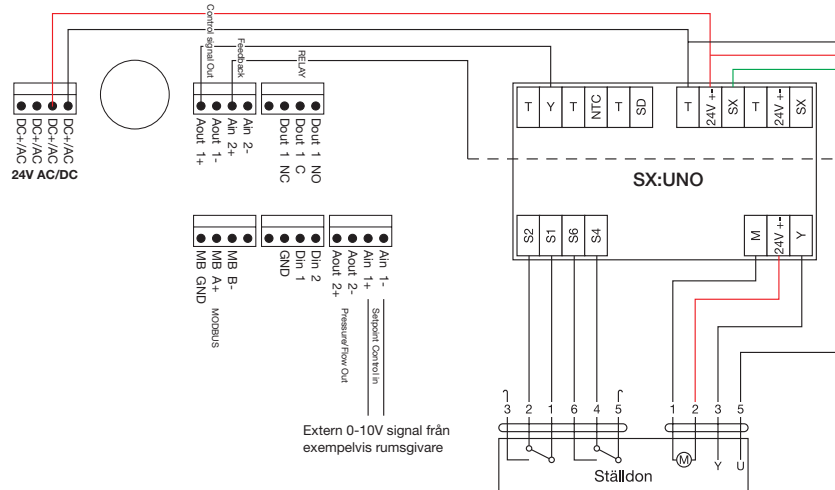 Control signal Out
Feedback
RELAY
DC+/AC
DC+/AC
DC+/AC
DC+/AC
24V AC/DC
Aout 1+
Aout 1-
Ain 2+
Ain 2-
Dout 1 NC
Dout 1 C
Dout 1 NO
T
Y
T
NTC
T
SD
T
24V +
SX
T
24V +
SX
SX:UNO
S2
S1
S6
S4
M
24V +
Y
MB GND
MB A+
MB B-
MODBUS
GND
Din 1
Din 2
Aout 2+
Aout 2-
Pressure/Flow Out
Ain 1+
Ain 1-
Setpoint Control in
Extern 0-10V signal från
exempelvis rumsgivare
3 2 1 6 4 5
1 2 3 5
M
Y
U
Ställdon